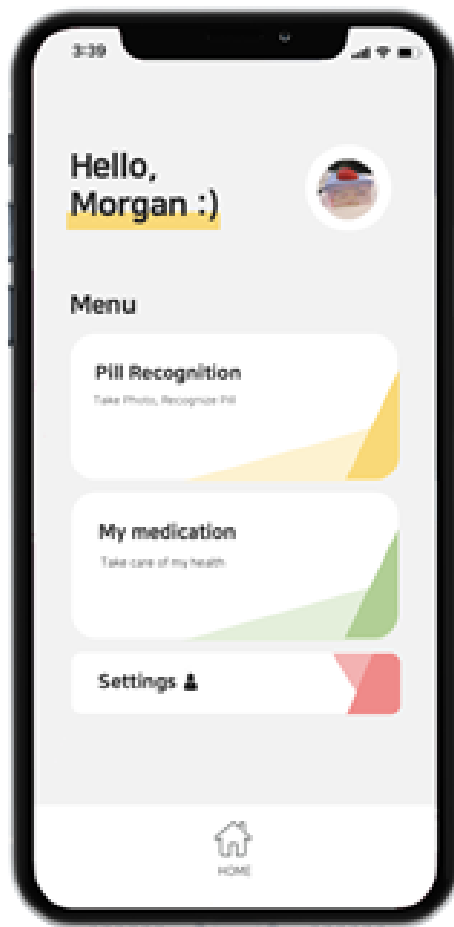 3:39
Hello,
Morgan :)
Menu
Pill Recognition
Take Photo, Recognize Pill
My medication
Take care of my health
Settings
HOME